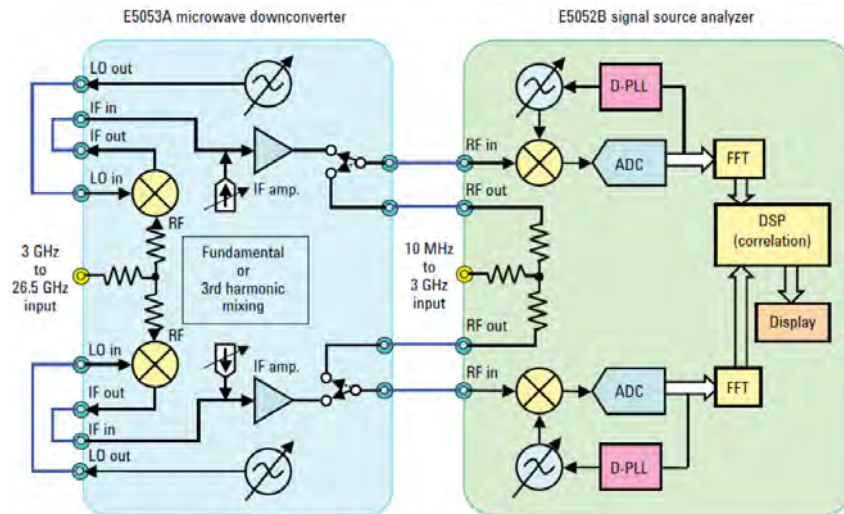 E5053A microwave downconverter
E5052B signal source analyzer
LO out
IF in
IF out
LO in
RF
IF amp.
3 GHz
to
26.5 GHz
input
Fundamental
or
3rd harmonic
mixing
RF
LO in
IF out
IF in
LO out
IF amp.
RF in
RF out
10 MHz
to
3 GHz
input
RF out
RF in
D-PLL
ADC
FFT
DSP
(correlation)
Display
ADC
FFT
D-PLL